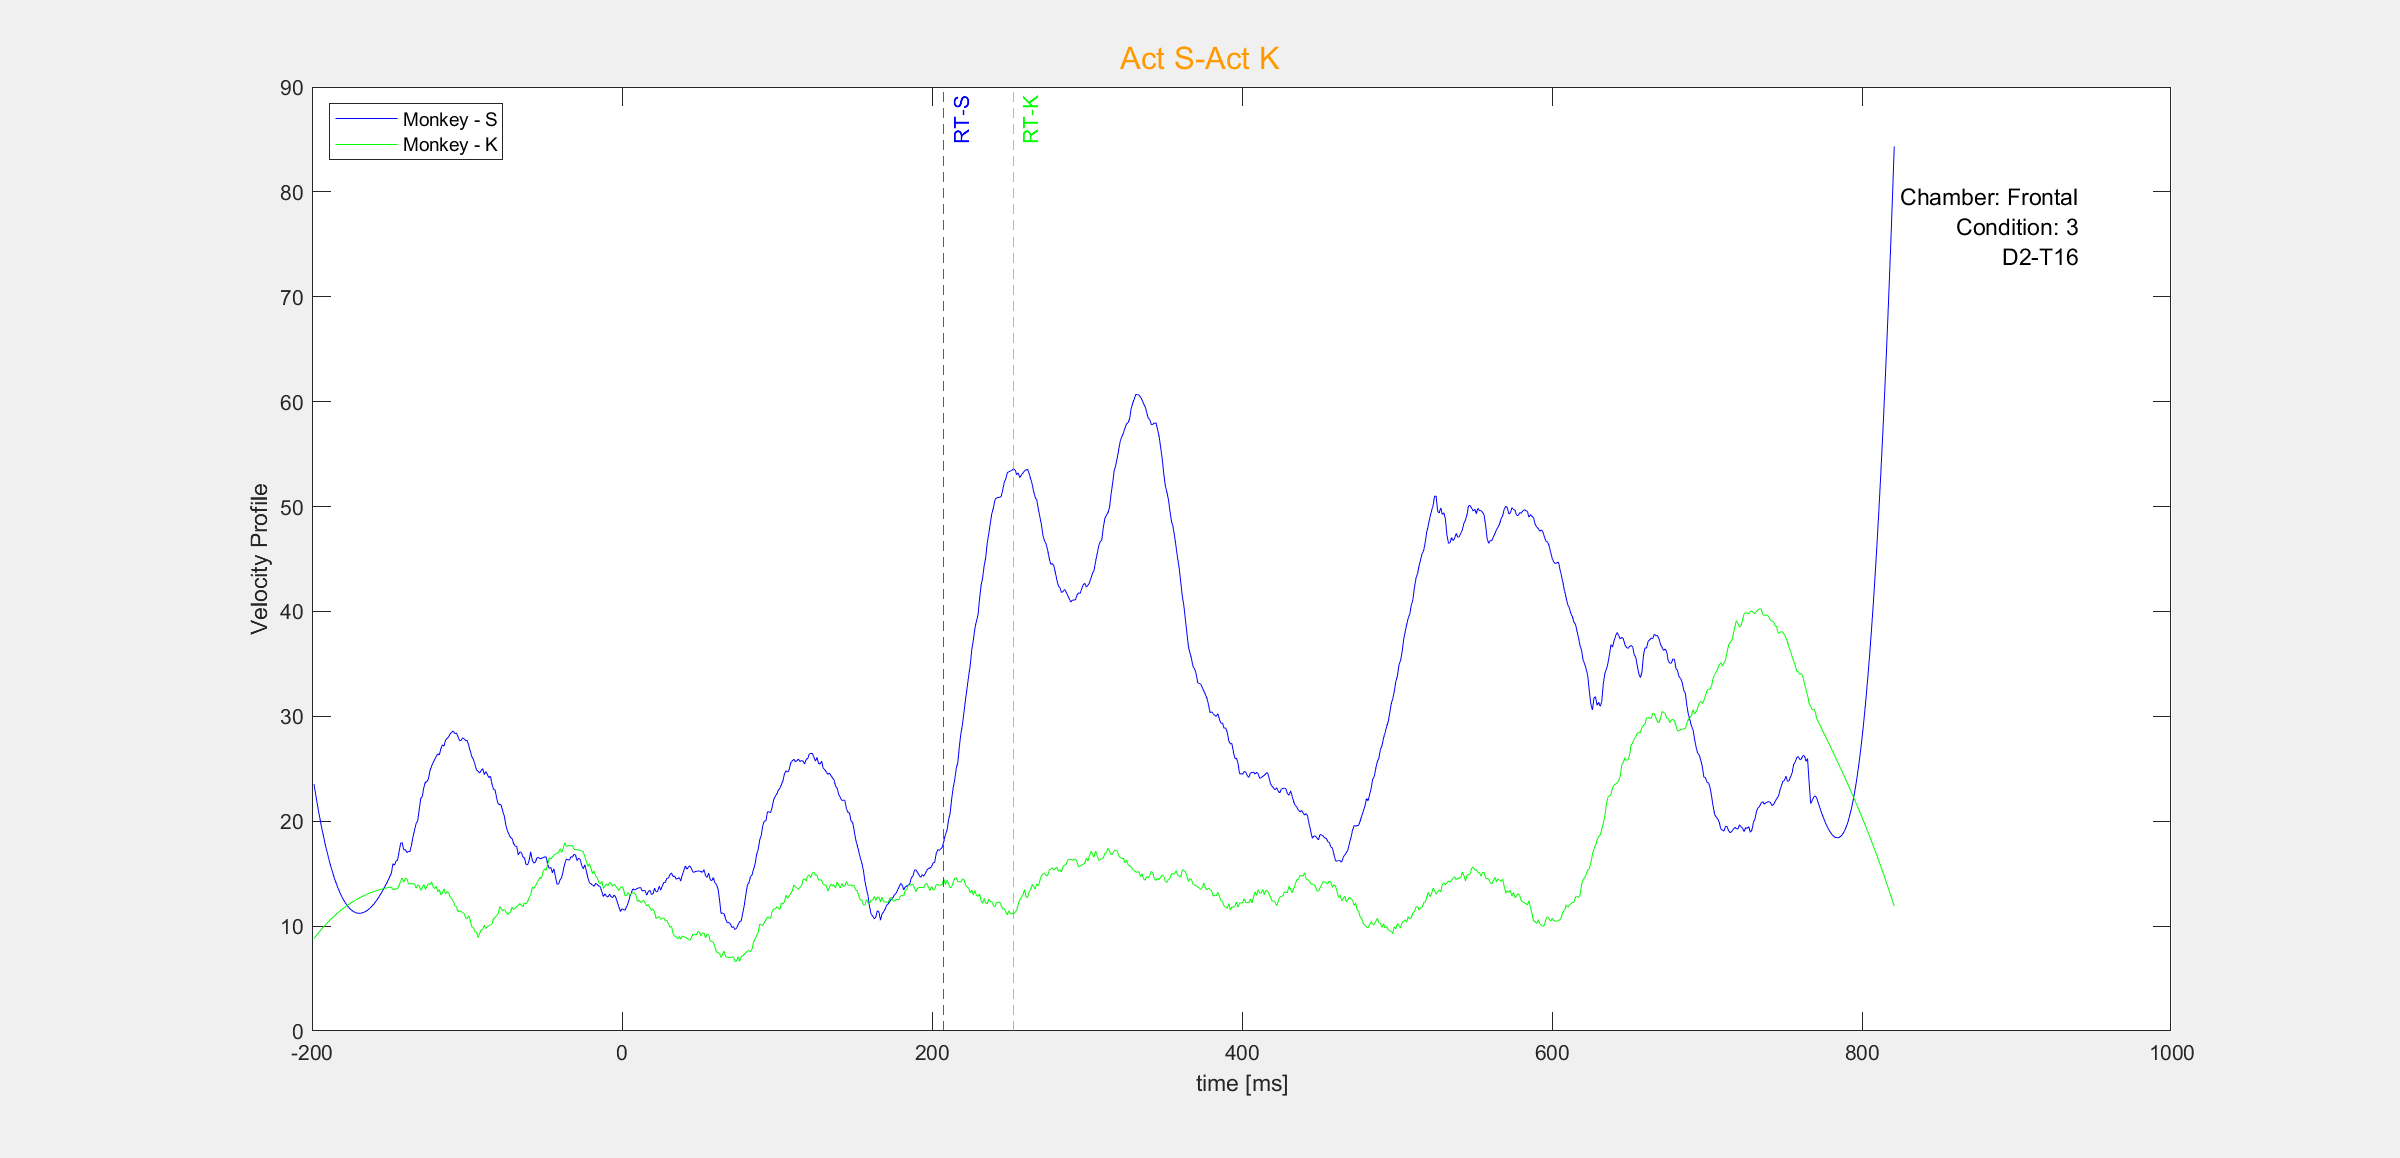 Act S-Act K
Monkey - S
Monkey - K
RT-S
RT-K
Chamber: Frontal
Condition: 3
D2-T16
Velocity Profile
90
80
70
60
50
40
30
20
10
0
-200 0 200 400 600 800 1000
time [ms]